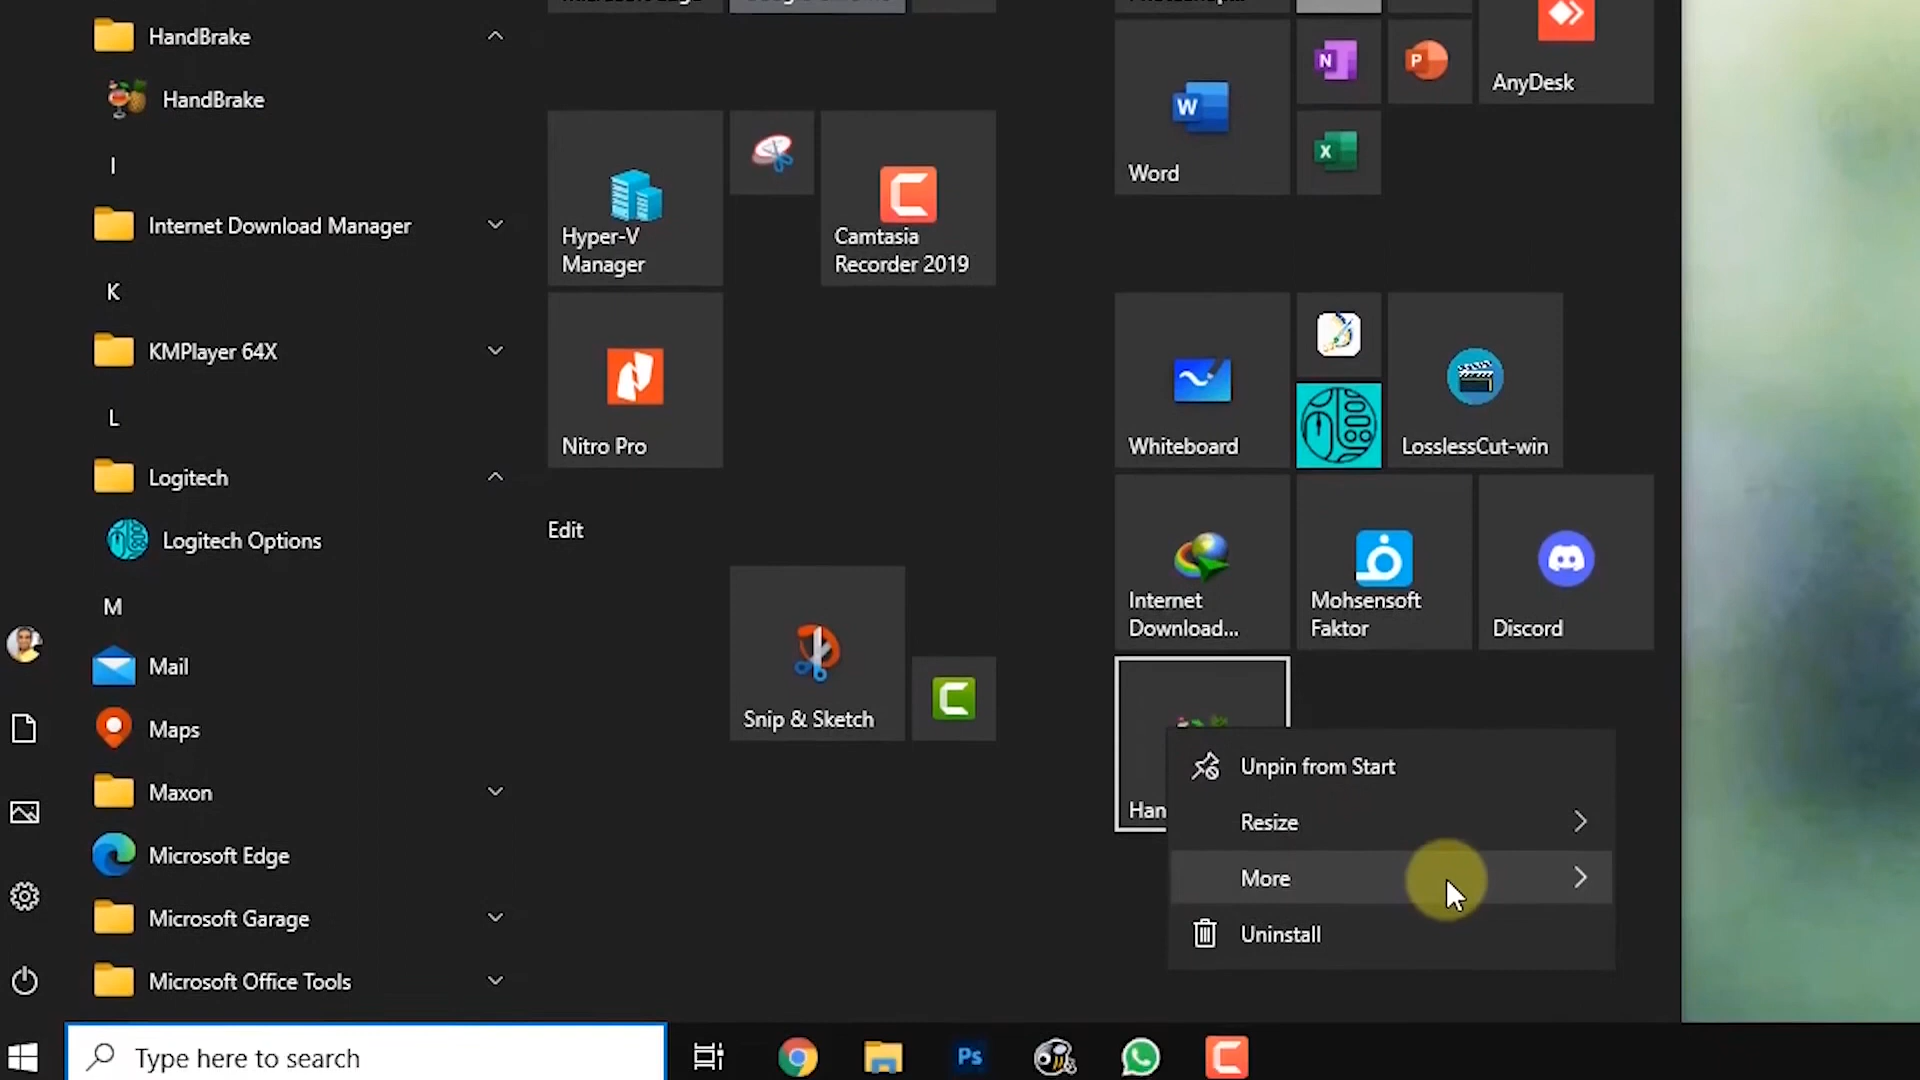 HandBrake
HandBrake
I
Internet Download Manager
K
KMPlayer 64X
L
Logitech
Logitech Options
M
Mail
Maps
Maxon
Microsoft Edge
Microsoft Garage
Microsoft Office Tools
Hyper-V
Manager
Camtasia
Recorder 2019
Nitro Pro
Edit
Snip & Sketch
Word
N
P
W
X
AnyDesk
Whiteboard
LosslessCut-win
Internet
Download...
Mohsensoft
Faktor
Discord
Han
Unpin from Start
Resize
More
Uninstall
Type here to search
Ps